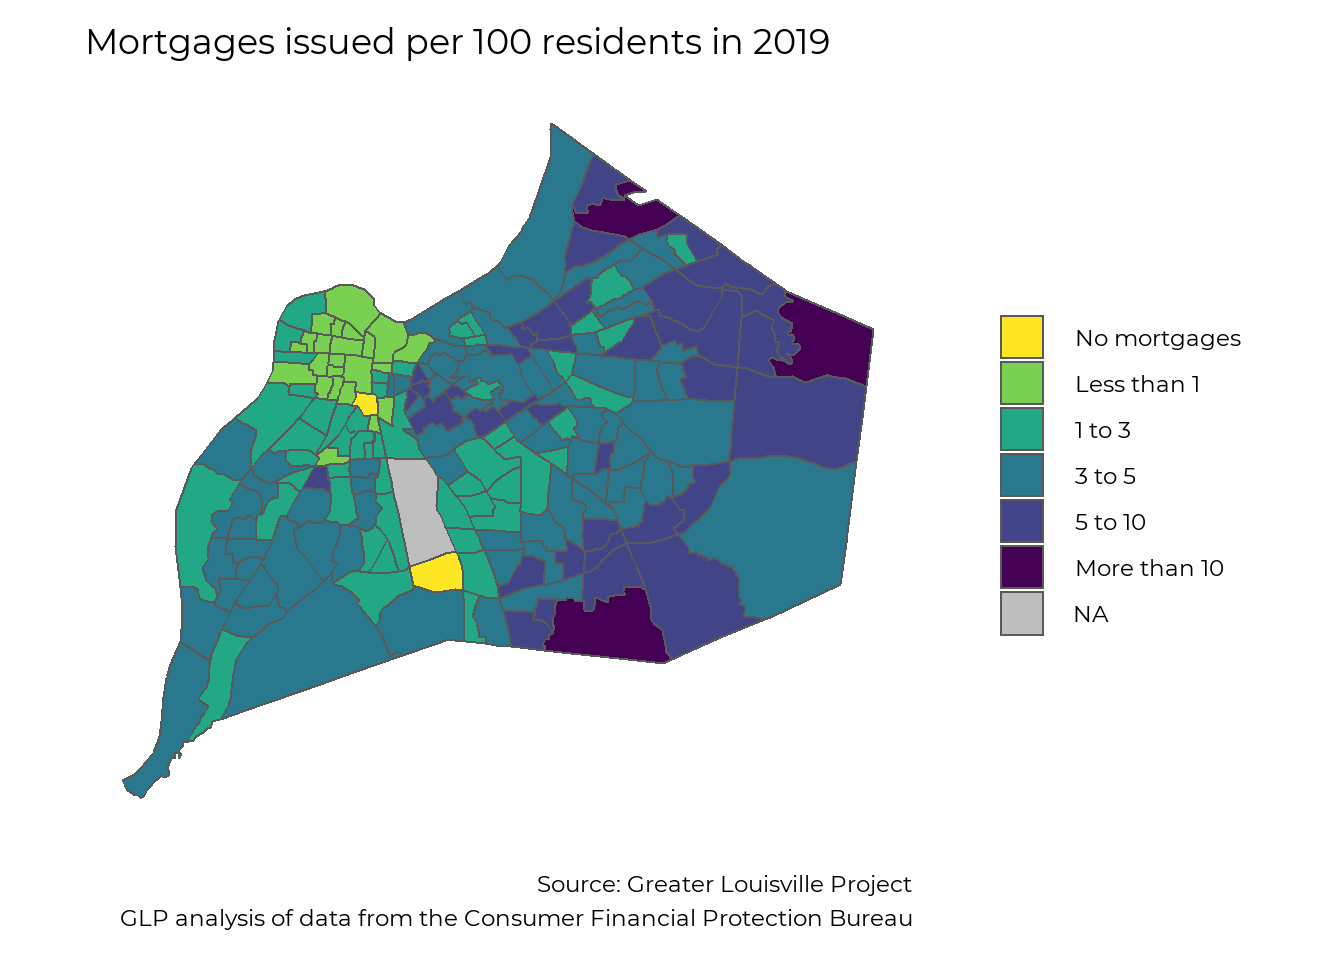 Mortgages issued per 100 residents in 2019
No mortgages
Less than 1
1 to 3
3 to 5
5 to 10
More than 10
NA
Source: Greater Louisville Project
GLP analysis of data from the Consumer Financial Protection Bureau